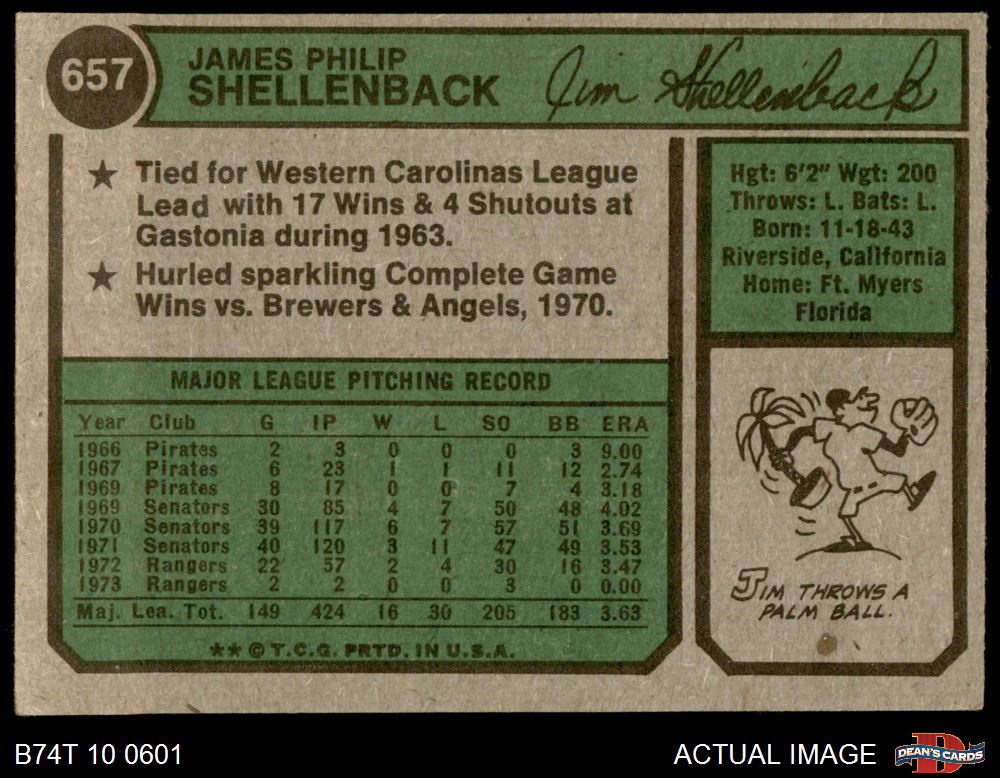 657
JAMES PHILIP
SHELLENBACK
Jim Shellenback
★ Tied for Western Carolinas League
Lead with 17 Wins & 4 Shutouts at
Gastonia during 1963.
★ Hurled sparkling Complete Game
Wins vs. Brewers & Angels, 1970.
Hgt: 6'2" Wgt: 200
Throws: L. Bats: L.
Born: 11-18-43
Riverside, California
Home: Ft. Myers
Florida
MAJOR LEAGUE PITCHING RECORD
Year Club G IP W L SO BB ERA
1966 Pirates 2 3 0 0 0 3 9.00
1967 Pirates 6 23 1 1 11 12 2.74
1969 Pirates 8 17 0 0 7 4 3.18
1969 Senators 30 85 4 7 50 48 4.02
1970 Senators 39 117 6 7 57 51 3.69
1971 Senators 40 120 3 11 47 49 3.53
1972 Rangers 22 57 2 4 30 16 3.47
1973 Rangers 2 2 0 0 3 0 0.00
Maj. Lea. Tot. 149 424 16 30 205 183 3.63
** © T.C.G. PRTD. IN U.S.A.
JIM THROWS A
PALM BALL.
B74T 10 0601
ACTUAL IMAGE
DEAN'S CARDS